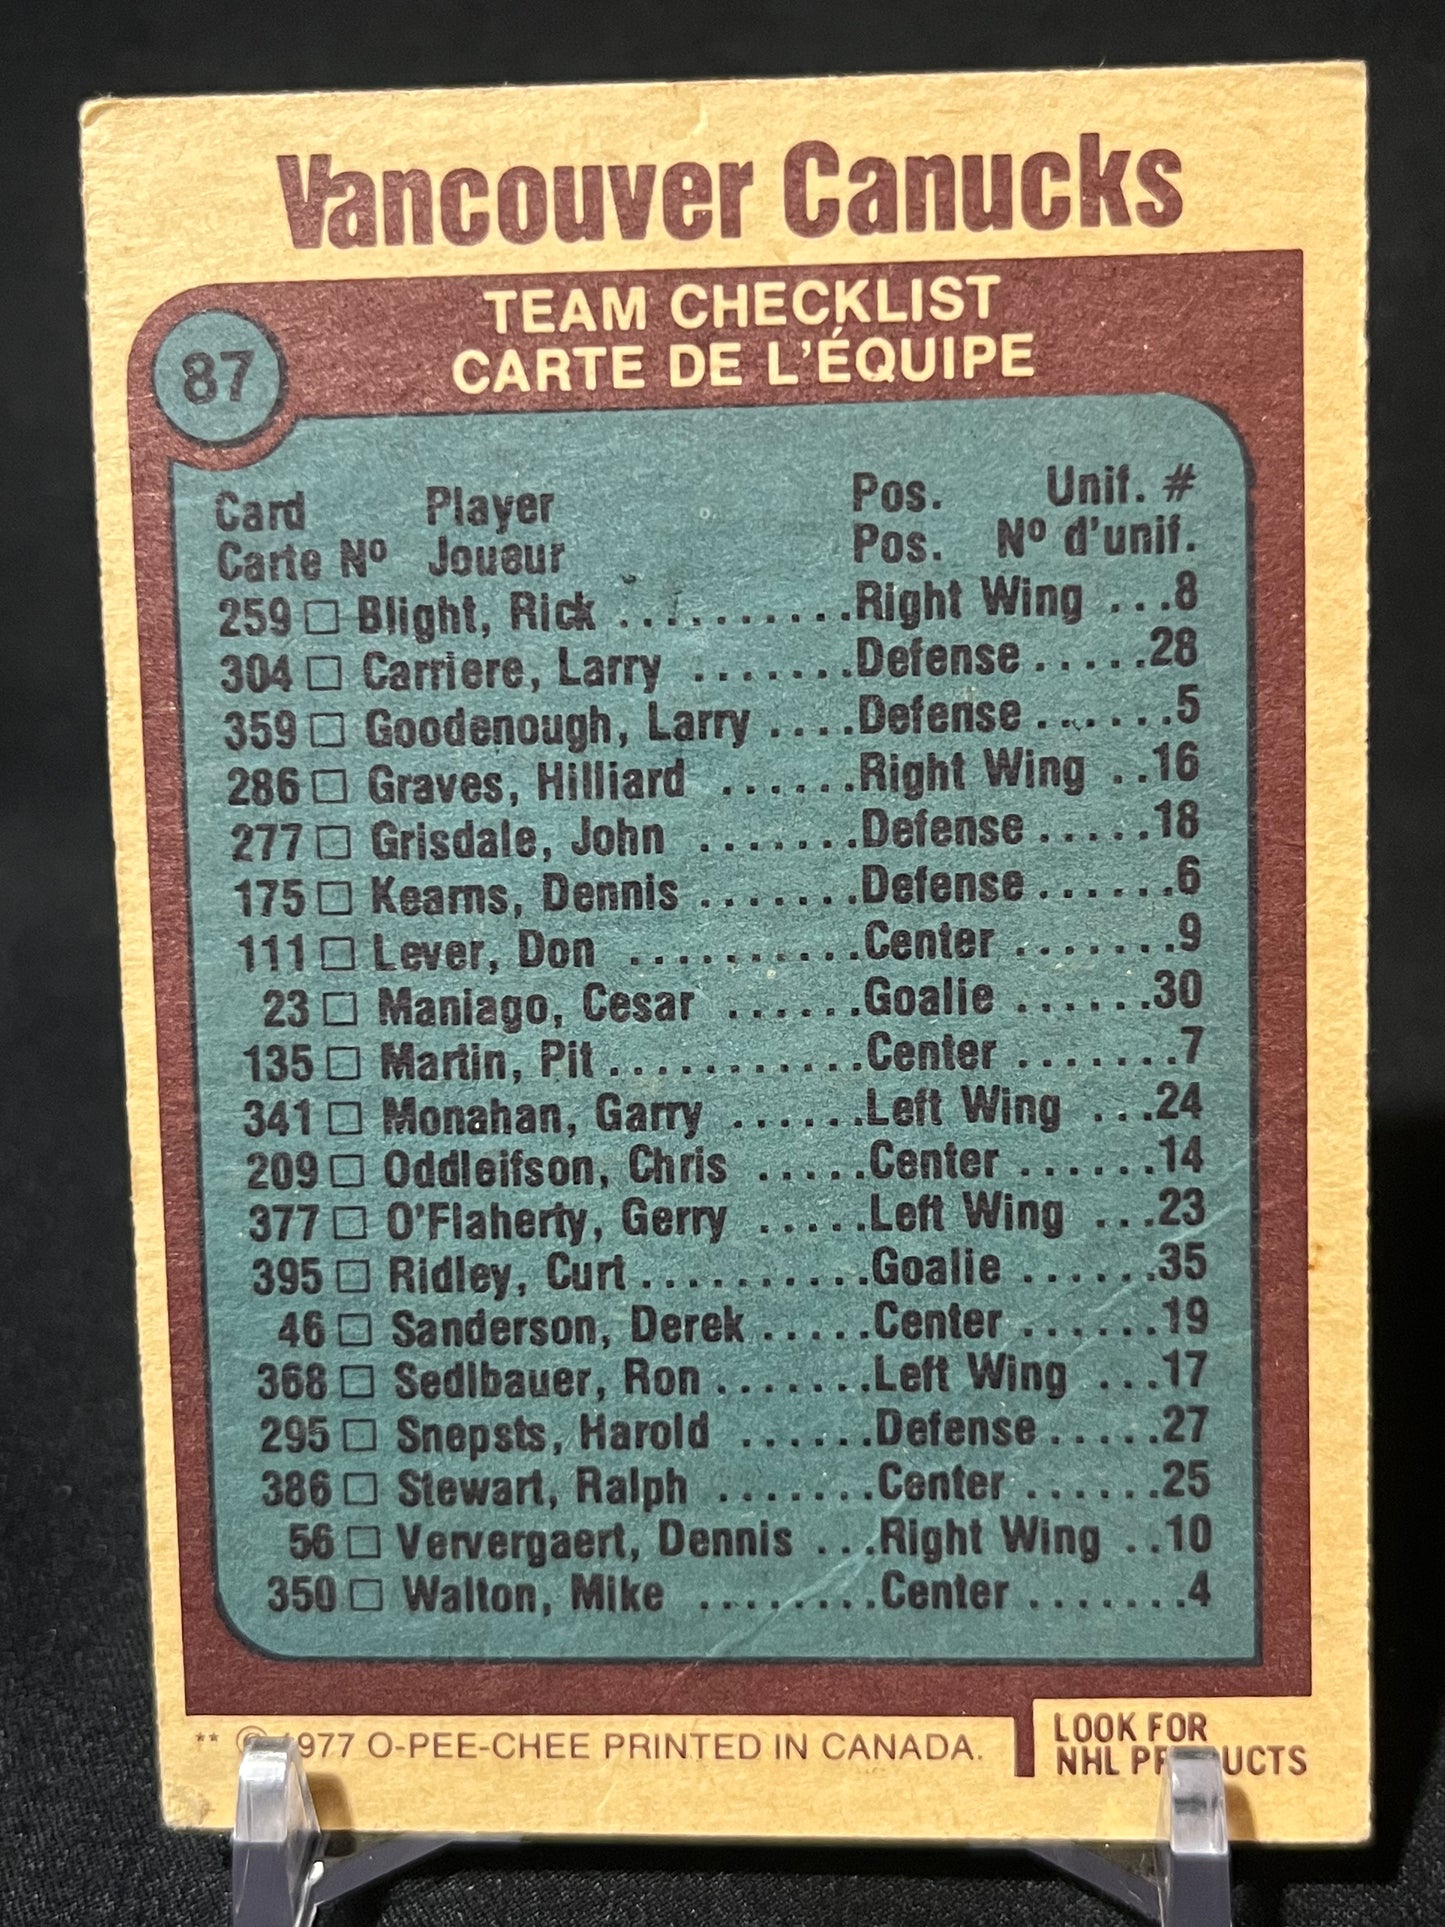 Vancouver Canucks
TEAM CHECKLIST
CARTE DE L'ÉQUIPE
87
Card Player Pos. Unif. #
Carte Nº Joueur Pos. Nº d'unif.
259 □ Blight, Rick ..........Right Wing ...8
304 □ Carriere, Larry .......Defense.....28
359 □ Goodenough, Larry ....Defense......5
286 □ Graves, Hilliard ......Right Wing ..16
277 □ Grisdale, John .......Defense.....18
175 □ Kearns, Dennis .......Defense......6
111 □ Lever, Don ..........Center .......9
23 □ Maniago, Cesar ......Goalie ......30
135 □ Martin, Pit...........Center .......7
341 □ Monahan, Garry ......Left Wing ...24
209 □ Oddleifson, Chris .....Center ......14
377 □ O'Flaherty, Gerry .....Left Wing ...23
395 □ Ridley, Curt..........Goalie ......35
46 □ Sanderson, Derek.....Center ......19
368 □ Sedlbauer, Ron.......Left Wing ...17
295 □ Snepsts, Harold ......Defense.....27
386 □ Stewart, Ralph .......Center ......25
56 □ Ververgaert, Dennis ...Right Wing ..10
350 □ Walton, Mike ........Center .......4
** © 1977 O-PEE-CHEE PRINTED IN CANADA.
LOOK FOR
NHL PRODUCTS